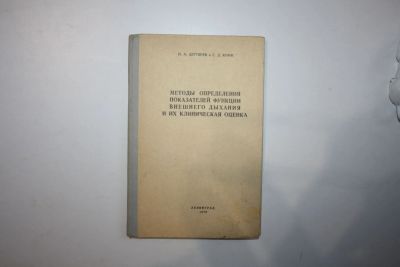 МЕТОДЫ ОПРЕДЕЛЕНИЯ
ПОКАЗАТЕЛЕЙ ФУНКЦИИ
ВНЕШНЕГО ДЫХАНИЯ
И ИХ КЛИНИЧЕСКАЯ ОЦЕНКА
ЛЕНИНГРАД